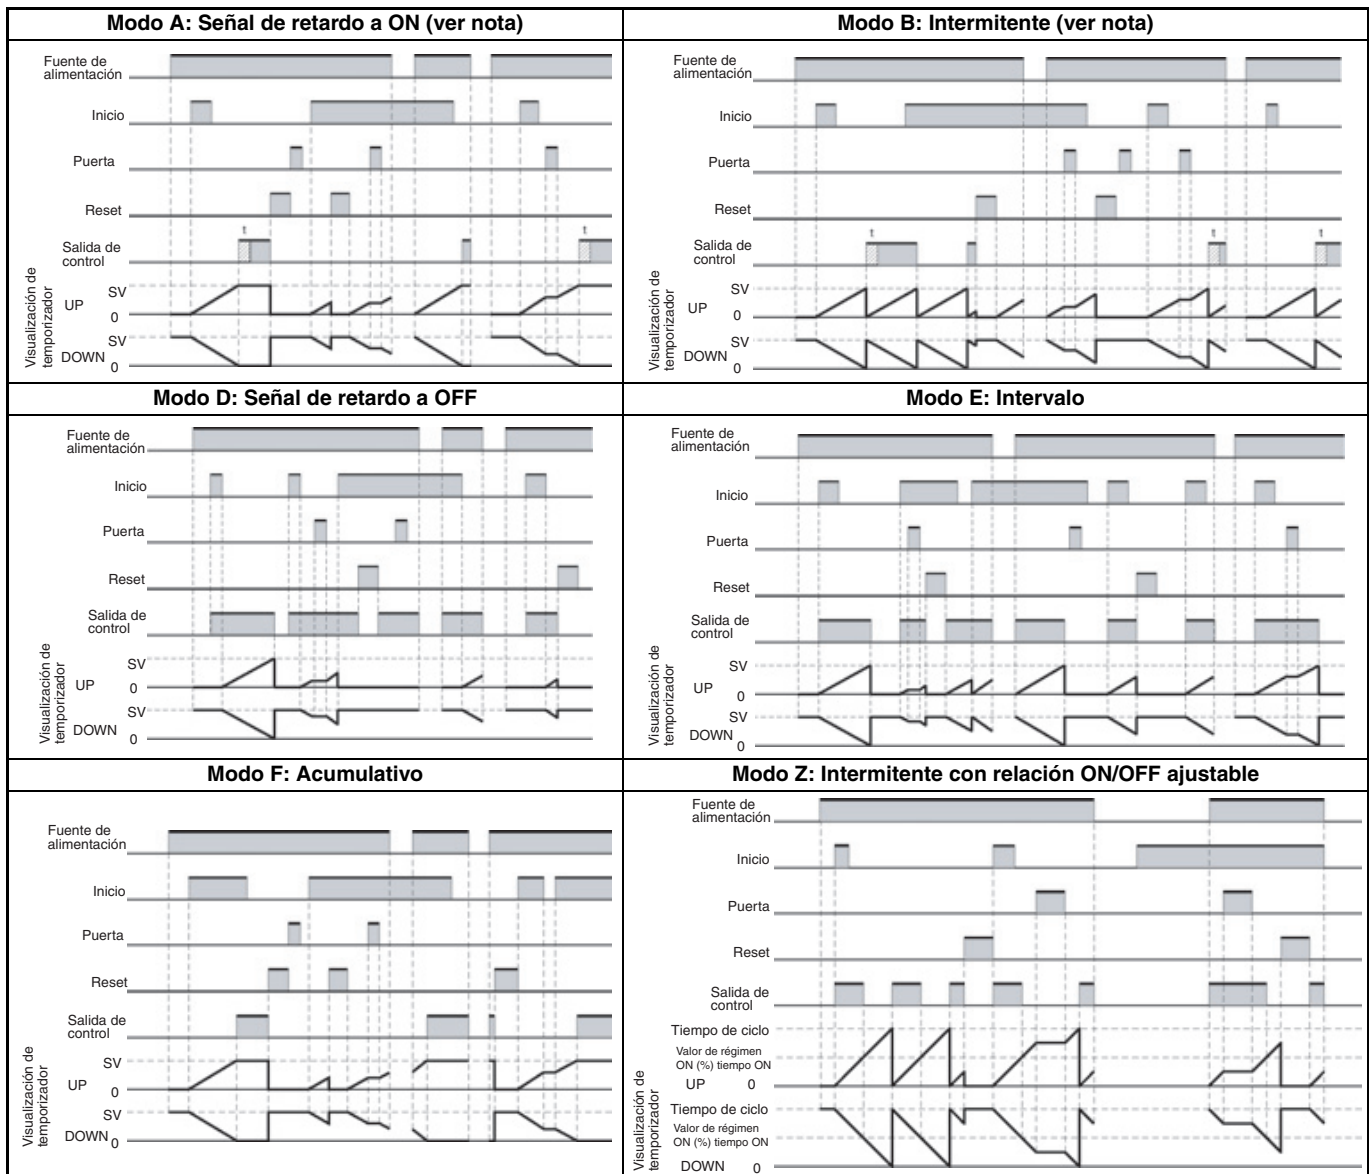 Modo A: Señal de retardo a ON (ver nota)
Fuente de
alimentación
Inicio
Puerta
Reset
t
t
Salida de
control
Visualización de
temporizador
SV
UP
0
SV
DOWN
0
Modo B: Intermitente (ver nota)
Fuente de
alimentación
Inicio
Puerta
Reset
t
t
t
Salida de
control
Visualización de
temporizador
SV
UP
0
SV
DOWN
0
Modo D: Señal de retardo a OFF
Fuente de
alimentación
Inicio
Puerta
Reset
Salida de
control
Visualización de
temporizador
SV
UP
0
SV
DOWN
0
Modo E: Intervalo
Fuente de
alimentación
Inicio
Puerta
Reset
Salida de
control
Visualización de
temporizador
SV
UP
0
SV
DOWN
0
Modo F: Acumulativo
Fuente de
alimentación
Inicio
Puerta
Reset
Salida de
control
Visualización de
temporizador
SV
UP
0
SV
DOWN
0
Modo Z: Intermitente con relación ON/OFF ajustable
Fuente de
alimentación
Inicio
Puerta
Reset
Salida de
control
Visualización de
temporizador
Tiempo de ciclo
Valor de régimen
ON (%) tiempo ON
UP 0
Tiempo de ciclo
Valor de régimen
ON (%) tiempo ON
DOWN 0